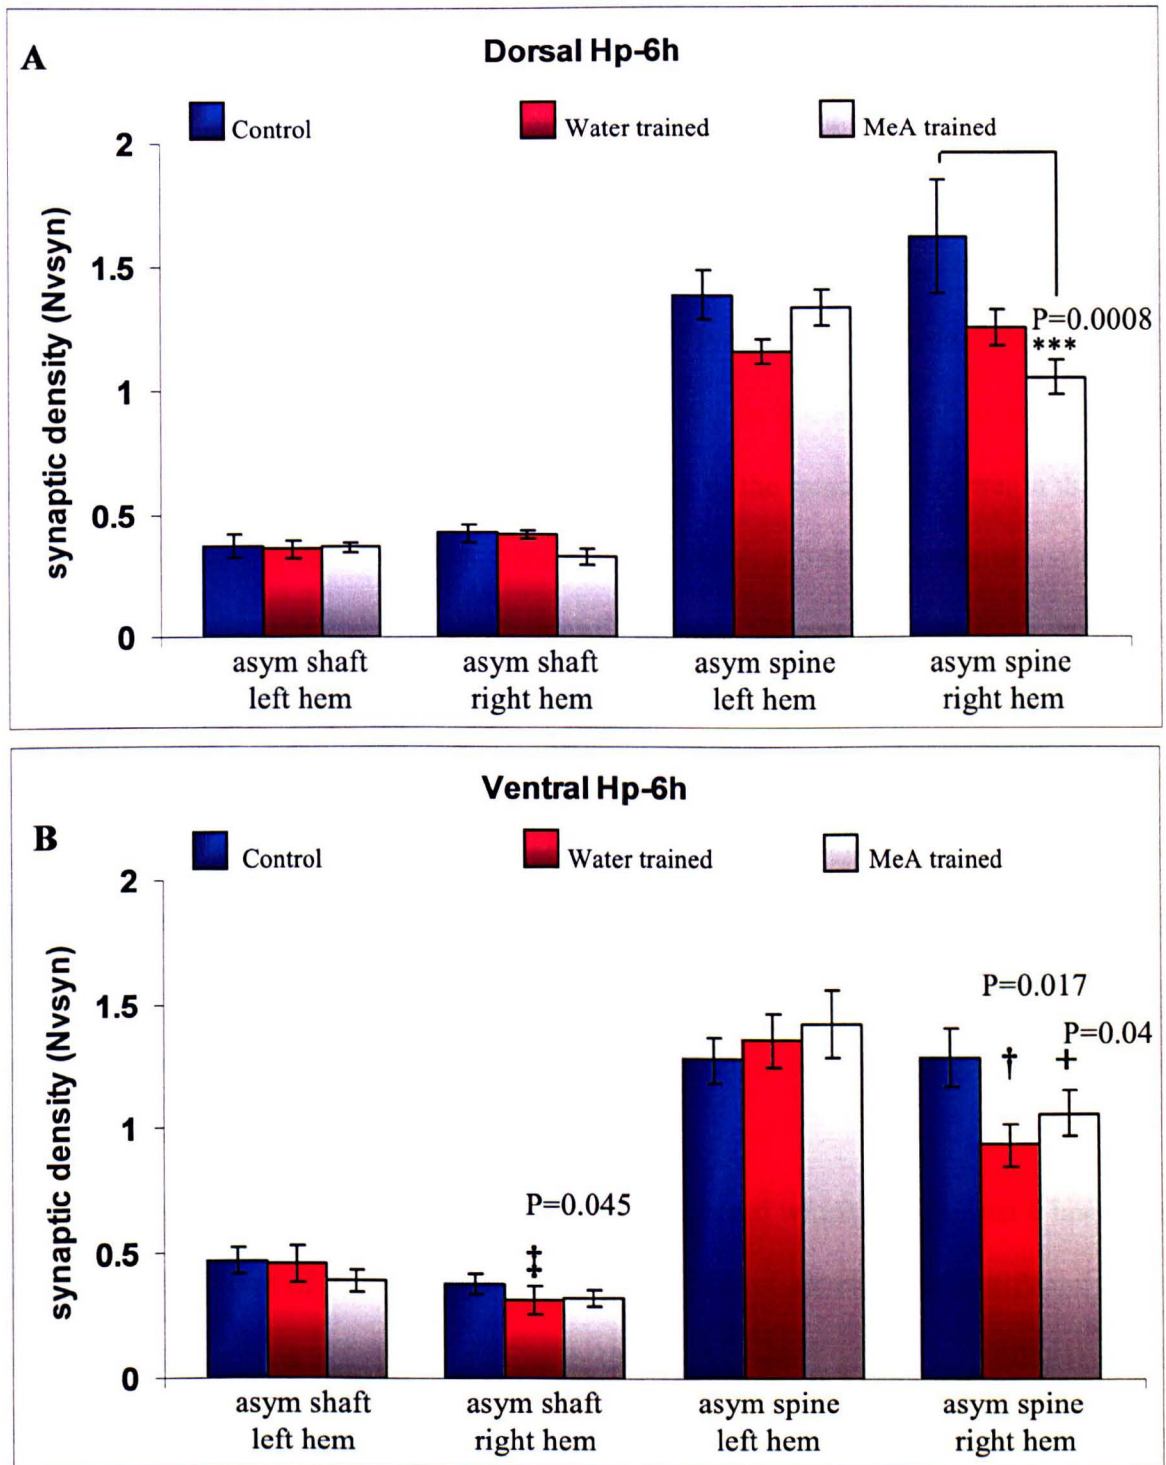 A
Dorsal Hp-6h
Control
Water trained
MeA trained
synaptic density (Nvsyn)
2
1.5
1
0.5
0
P=0.0008
***
asym shaft
left hem
asym shaft
right hem
asym spine
left hem
asym spine
right hem
B
Ventral Hp-6h
Control
Water trained
MeA trained
synaptic density (Nvsyn)
2
1.5
1
0.5
0
P=0.045
‡
P=0.017
†
P=0.04
+
asym shaft
left hem
asym shaft
right hem
asym spine
left hem
asym spine
right hem